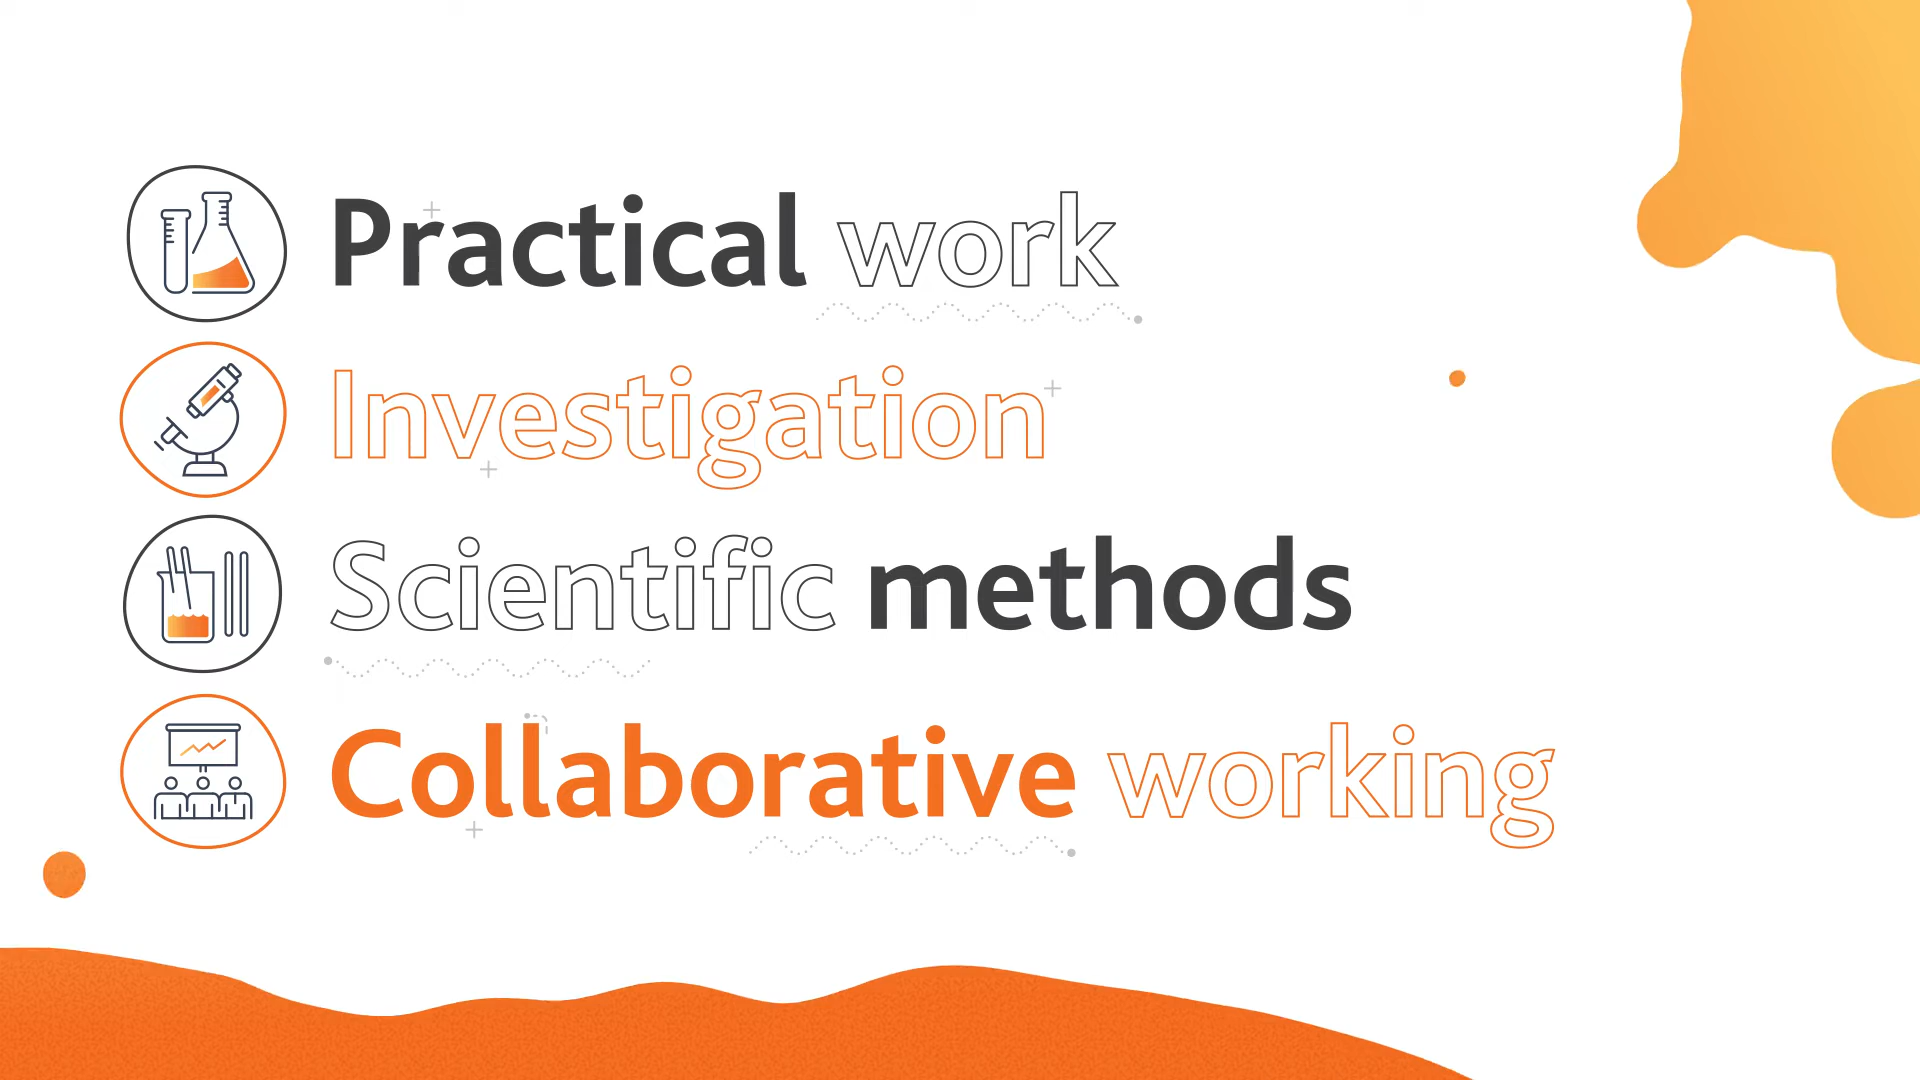 Practical work
Investigation
Scientific methods
Collaborative working